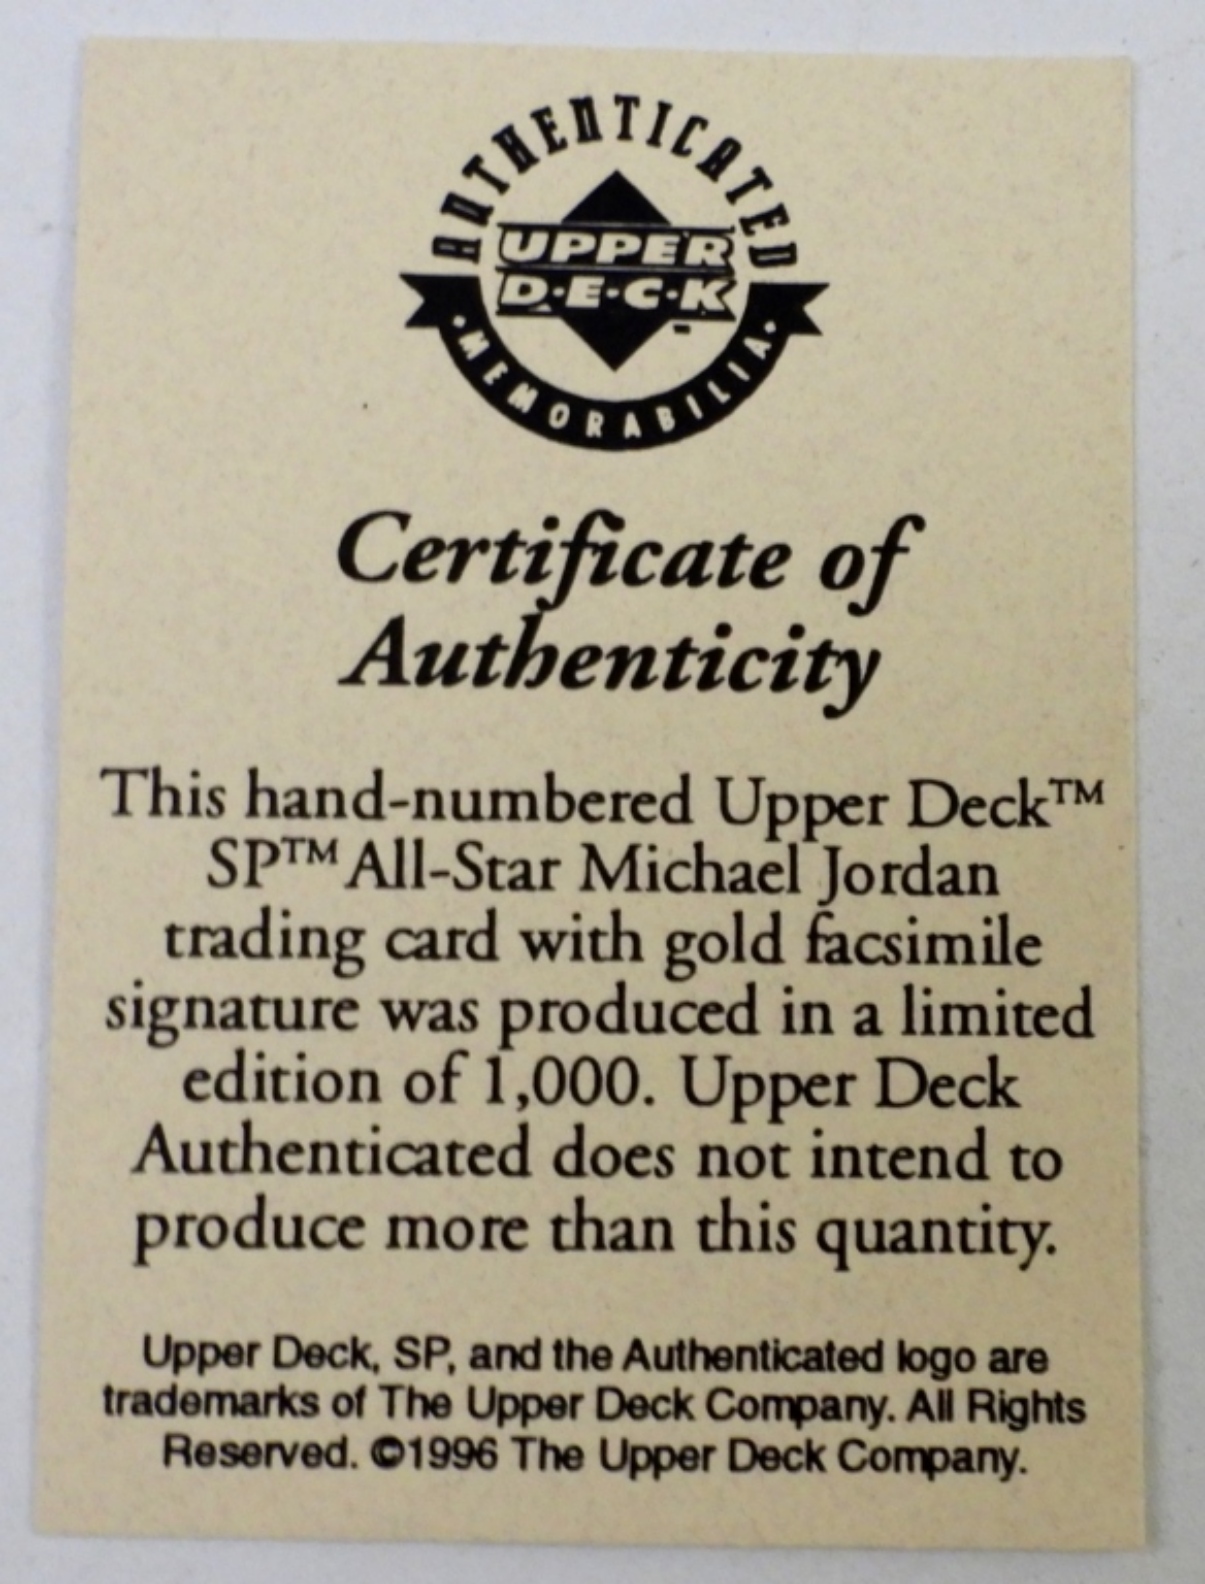 AUTHENTICATED
UPPER
D·E·C·K
·MEMORABILIA·
Certificate of
Authenticity
This hand-numbered Upper Deck™
SP™ All-Star Michael Jordan
trading card with gold facsimile
signature was produced in a limited
edition of 1,000. Upper Deck
Authenticated does not intend to
produce more than this quantity.
Upper Deck, SP, and the Authenticated logo are
trademarks of The Upper Deck Company. All Rights
Reserved. ©1996 The Upper Deck Company.